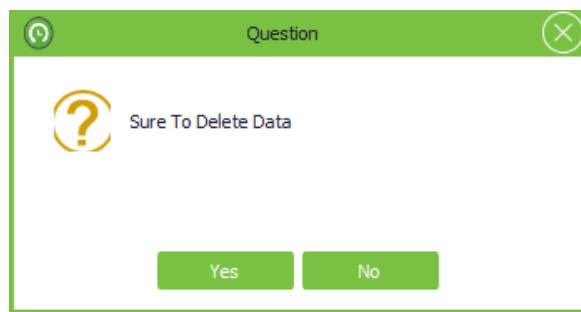 Question
Sure To Delete Data
Yes
No